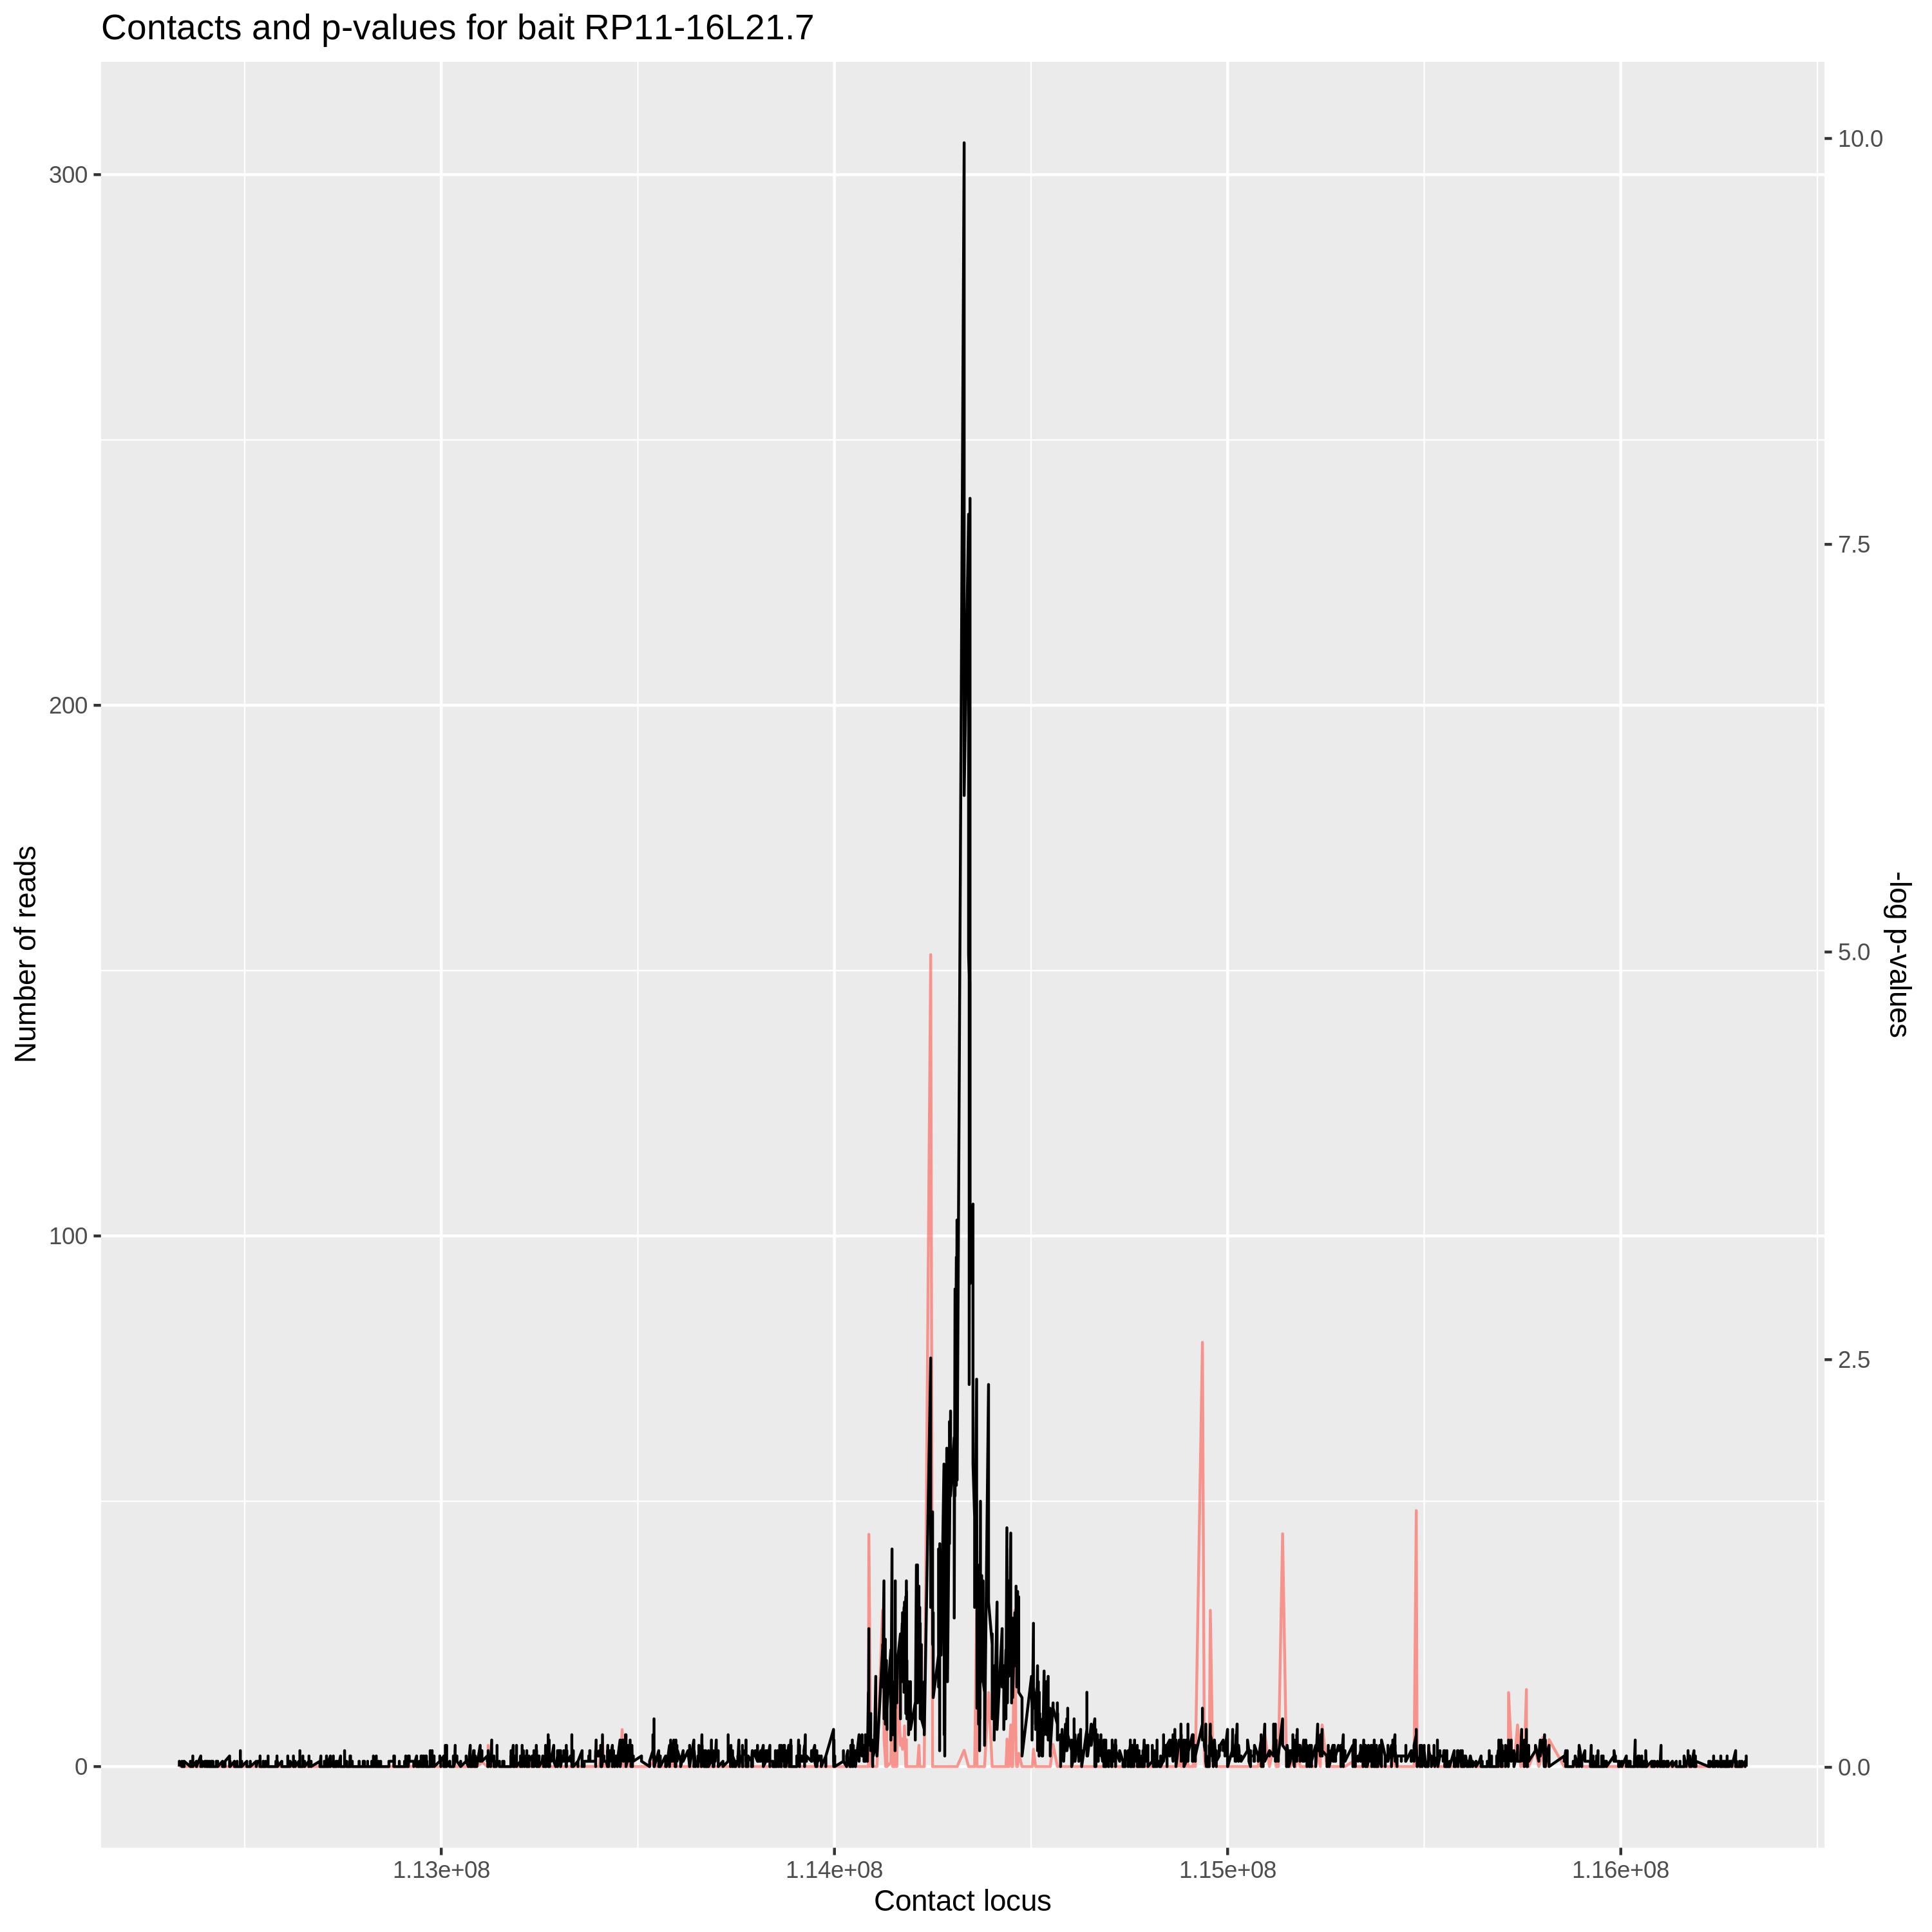 Contacts and p-values for bait RP11-16L21.7
300
200
100
0
Number of reads
10.0
7.5
5.0
2.5
0.0
-log p-values
1.13e+08
1.14e+08
1.15e+08
1.16e+08
Contact locus